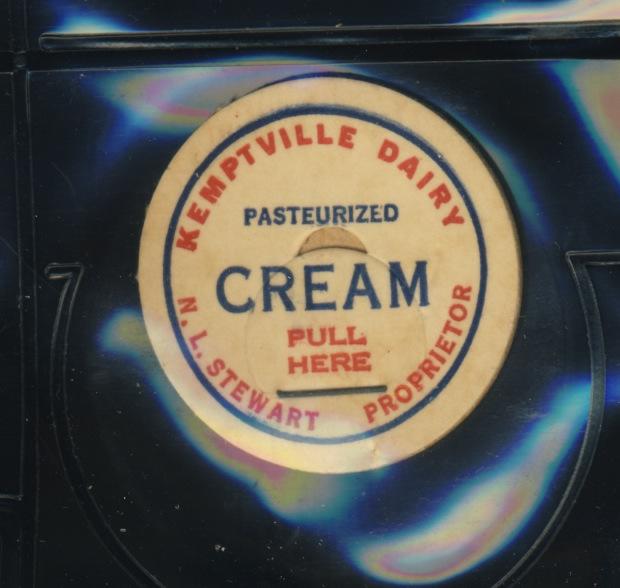 KEMPTVILLE DAIRY
PASTEURIZED
CREAM
PULL
HERE
N. L. STEWART PROPRIETOR